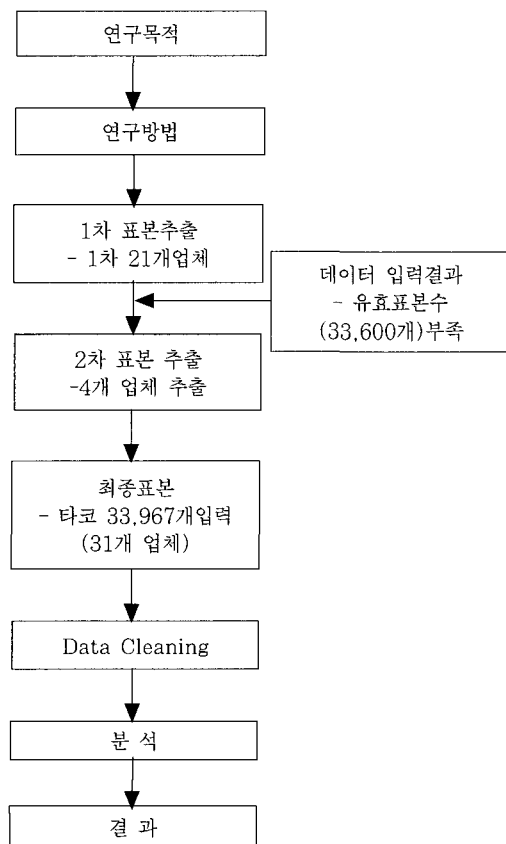 연구목적
연구방법
1차 표본추출
- 1차 21개업체
데이터 입력결과
- 유효표본수
(33,600개)부족
2차 표본 추출
-4개 업체 추출
최종표본
- 타코 33,967개입력
(31개 업체)
Data Cleaning
분 석
결 과